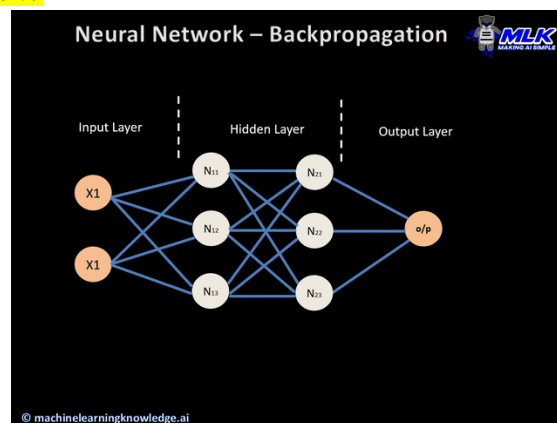 Neural Network – Backpropagation
MLK
MAKING AI SIMPLE
Input Layer
Hidden Layer
Output Layer
X1
X1
N11
N12
N13
N21
N22
N23
o/p
© machinelearningknowledge.ai